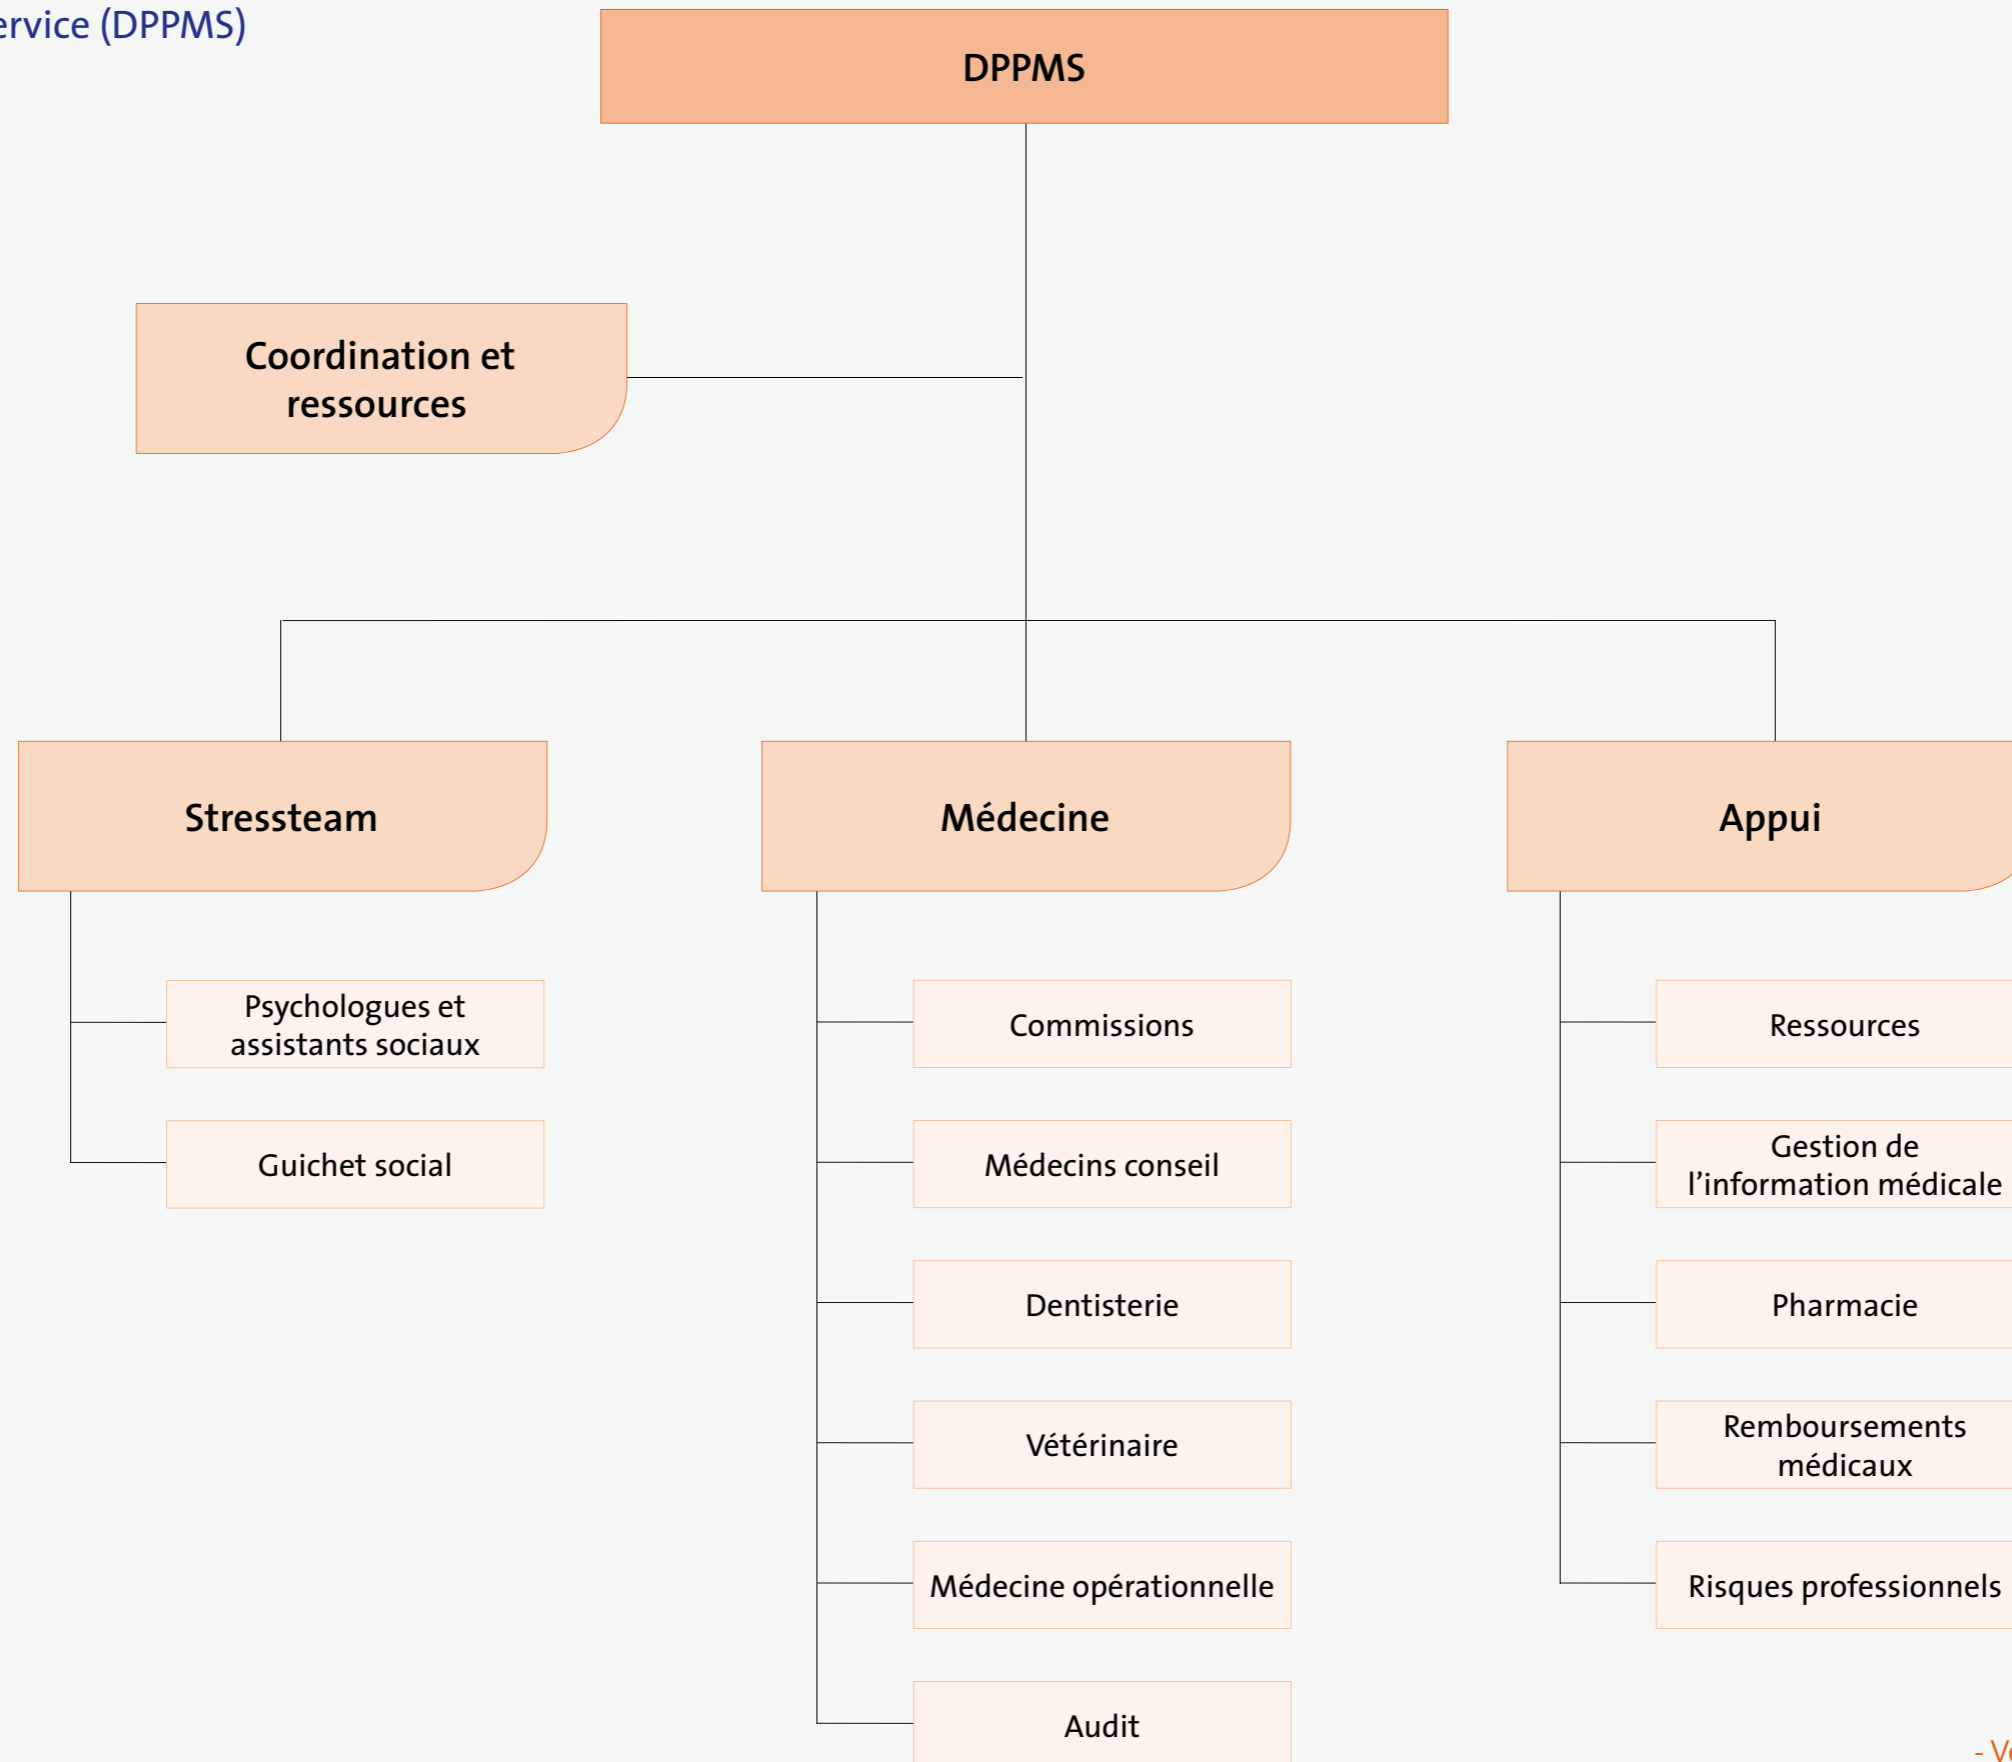 (DPPMS)
DPPMS
Coordination et
ressources
Stressteam
Médecine
Appui
Psychologues et
assistants sociaux
Guichet social
Commissions
Médecins conseil
Dentisterie
Vétérinaire
Médecine opérationnelle
Audit
Ressources
Gestion de
l’information médicale
Pharmacie
Remboursements
médicaux
Risques professionnels